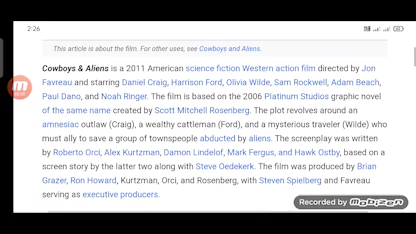 2:26
This article is about the film. For other uses, see Cowboys and Aliens.
Cowboys & Aliens is a 2011 American science fiction Western action film directed by Jon
Favreau and starring Daniel Craig, Harrison Ford, Olivia Wilde, Sam Rockwell, Adam Beach,
Paul Dano, and Noah Ringer. The film is based on the 2006 Platinum Studios graphic novel
of the same name created by Scott Mitchell Rosenberg. The plot revolves around an
amnesiac outlaw (Craig), a wealthy cattleman (Ford), and a mysterious traveler (Wilde) who
must ally to save a group of townspeople abducted by aliens. The screenplay was written
by Roberto Orci, Alex Kurtzman, Damon Lindelof, Mark Fergus, and Hawk Ostby, based on a
screen story by the latter two along with Steve Oedekerk. The film was produced by Brian
Grazer, Ron Howard, Kurtzman, Orci, and Rosenberg, with Steven Spielberg and Favreau
serving as executive producers.
Recorded by mobizen